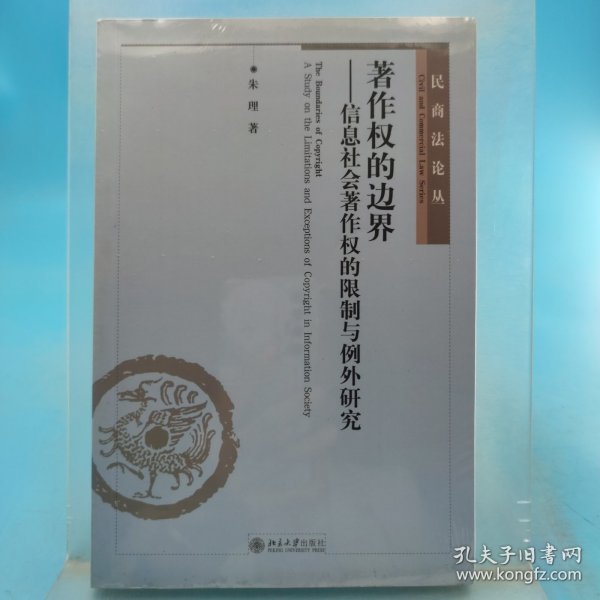 民商法论丛
Civil and Commercial Law Series
著作权的边界
——信息社会著作权的限制与例外研究
The Boundaries of Copyright
A Study on the Limitations and Exceptions of Copyright in Information Society
朱理 著
北京大学出版社
PEKING UNIVERSITY PRESS
孔夫子旧书网
www.kongfz.com